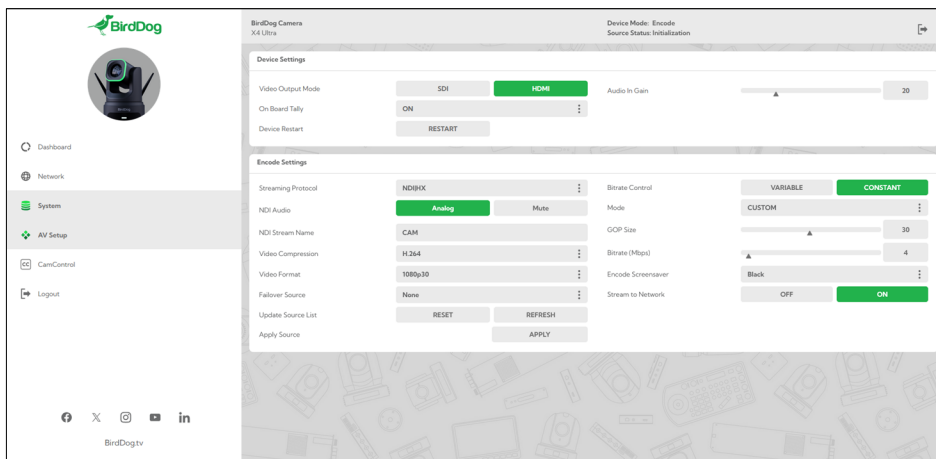 BirdDog
BirdDog Camera
X4 Ultra
Device Mode: Encode
Source Status: Initialization
Dashboard
Network
System
AV Setup
CC CamControl
Logout
BirdDog.tv
Device Settings
Video Output Mode SDI HDMI
On Board Tally ON
Device Restart RESTART
Audio In Gain 20
Encode Settings
Streaming Protocol NDI|HX
NDI Audio Analog Mute
NDI Stream Name CAM
Video Compression H.264
Video Format 1080p30
Failover Source None
Update Source List RESET REFRESH
Apply Source APPLY
Bitrate Control VARIABLE CONSTANT
Mode CUSTOM
GOP Size 30
Bitrate (Mbps) 4
Encode Screensaver Black
Stream to Network OFF ON